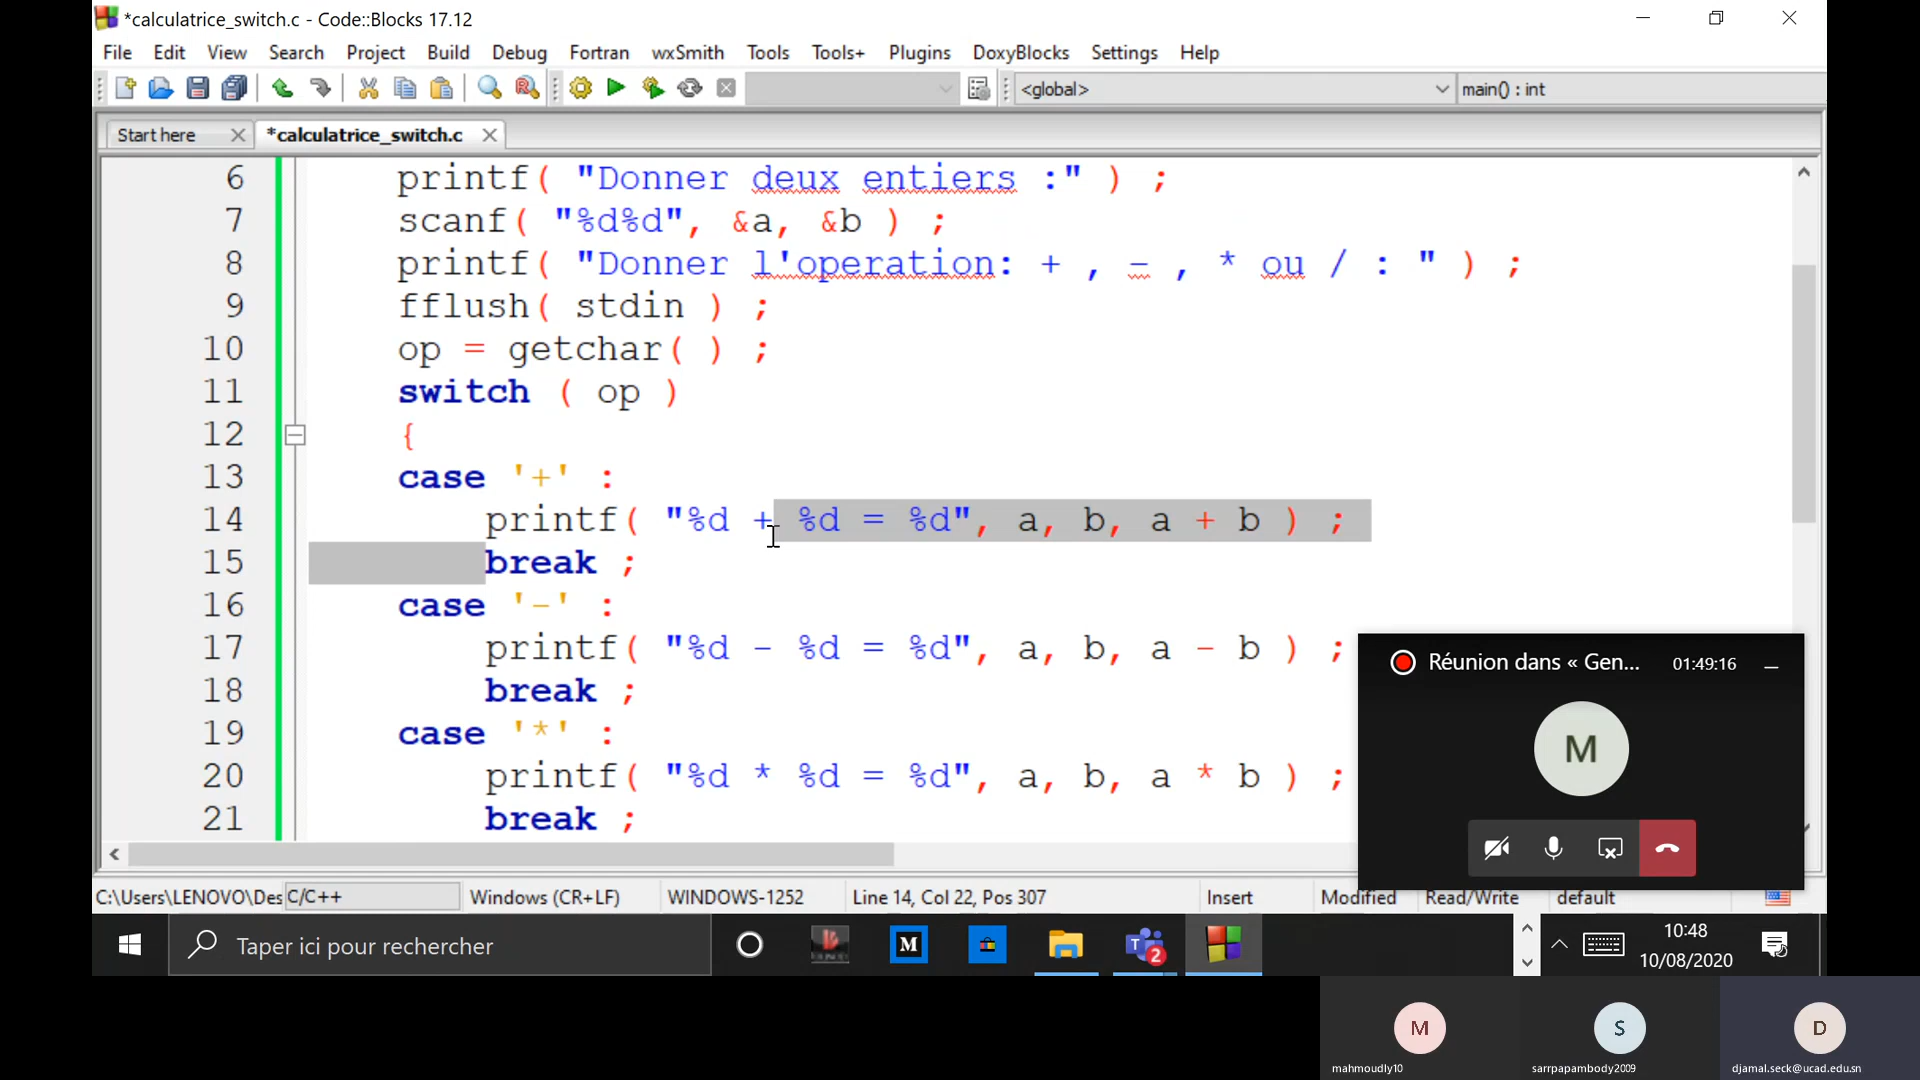 *calculatrice_switch.c - Code::Blocks 17.12
File Edit View Search Project Build Debug Fortran wxSmith Tools Tools+ Plugins DoxyBlocks Settings Help
<global> main() : int
Start here *calculatrice_switch.c
6 printf( "Donner deux entiers :" ) ;
7 scanf( "%d%d", &a, &b ) ;
8 printf( "Donner l'operation: + , - , * ou / : " ) ;
9 fflush( stdin ) ;
10 op = getchar( ) ;
11 switch ( op )
12 {
13 case '+' :
14 printf( "%d + %d = %d", a, b, a + b ) ;
15 break ;
16 case '-' :
17 printf( "%d - %d = %d", a, b, a - b ) ;
18 break ;
19 case '*' :
20 printf( "%d * %d = %d", a, b, a * b ) ;
21 break ;
Réunion dans « Gen... 01:49:16
M
C:\Users\LENOVO\Des C/C++ Windows (CR+LF) WINDOWS-1252 Line 14, Col 22, Pos 307 Insert Modified Read/Write default
Taper ici pour rechercher
M
T 2
10:48
10/08/2020
M S D
mahmoudly10 sarrpapambody2009 djamal.seck@ucad.edu.sn